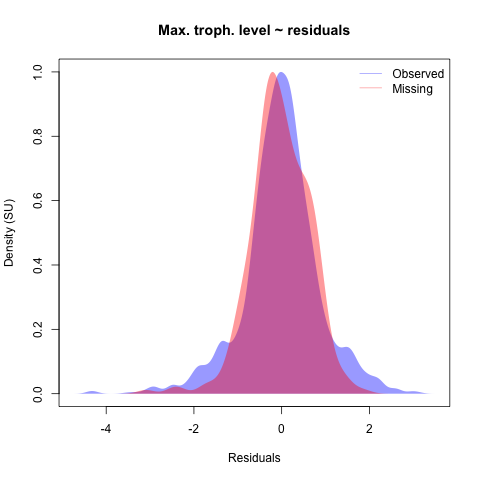 Max. troph. level ~ residuals
Observed
Missing
Density (SU)
1.0
0.8
0.6
0.4
0.2
0.0
-4
-2
0
2
Residuals